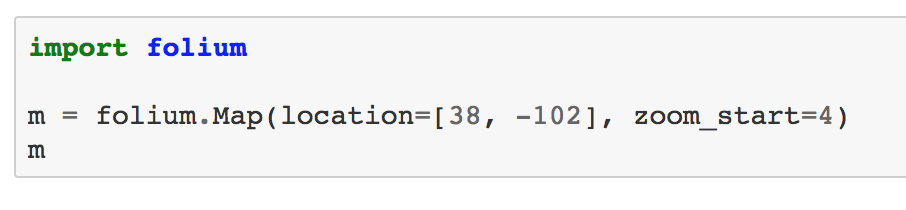 import folium
m = folium.Map(location=[38, -102], zoom_start=4)
m